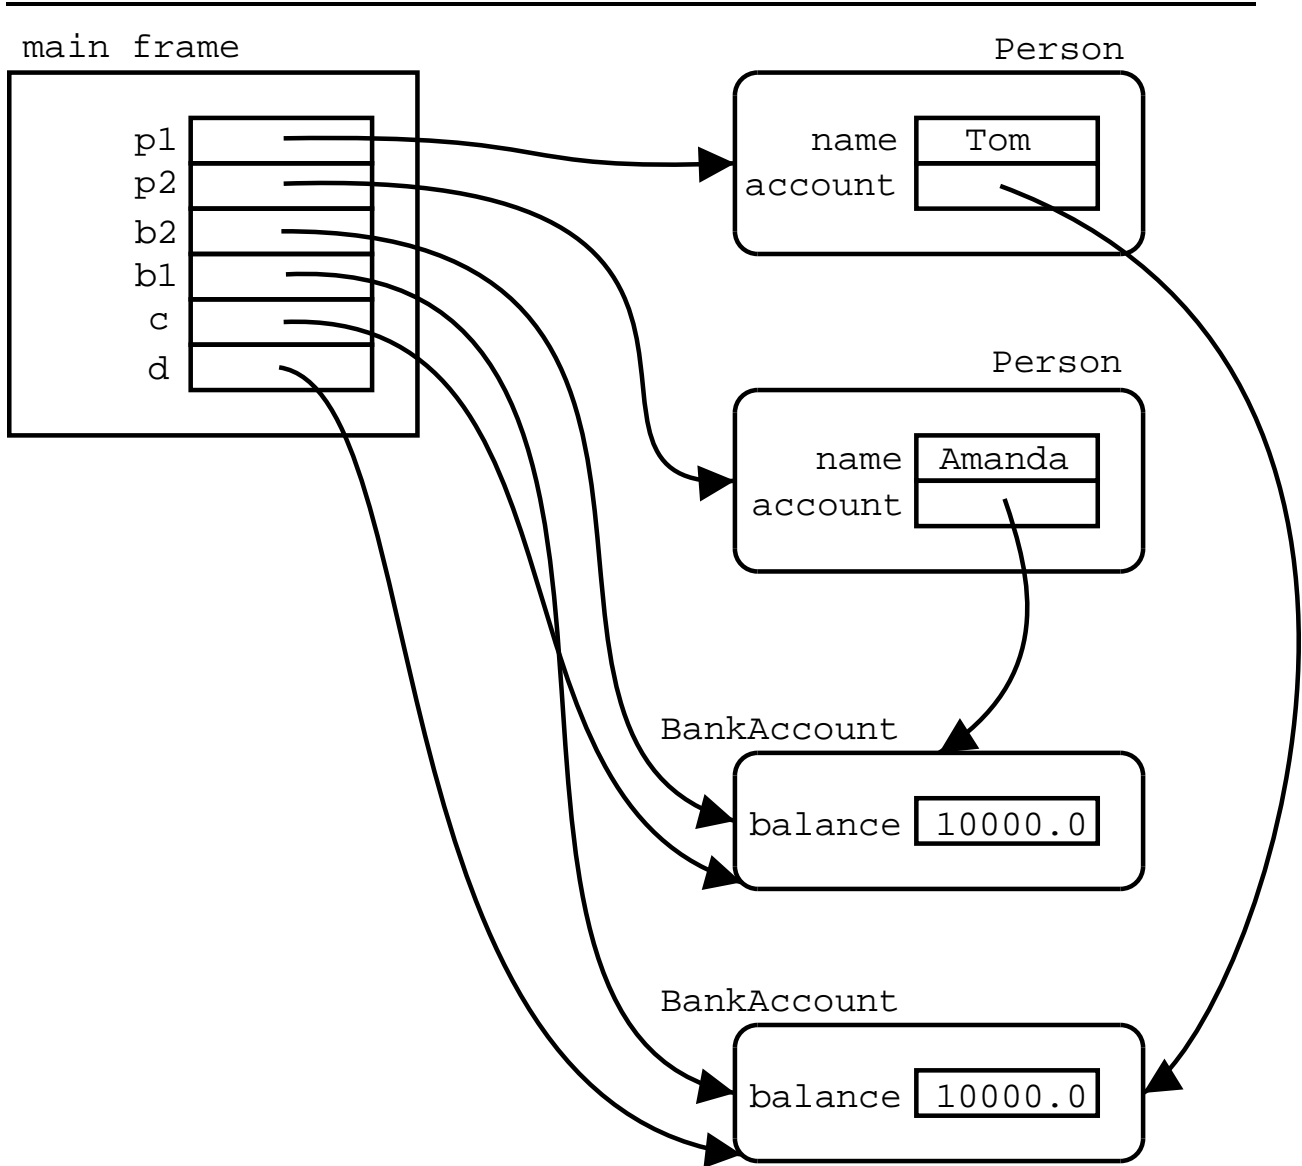 main frame
p1
p2
b2
b1
c
d
Person
name Tom
account
Person
name Amanda
account
BankAccount
balance 10000.0
BankAccount
balance 10000.0